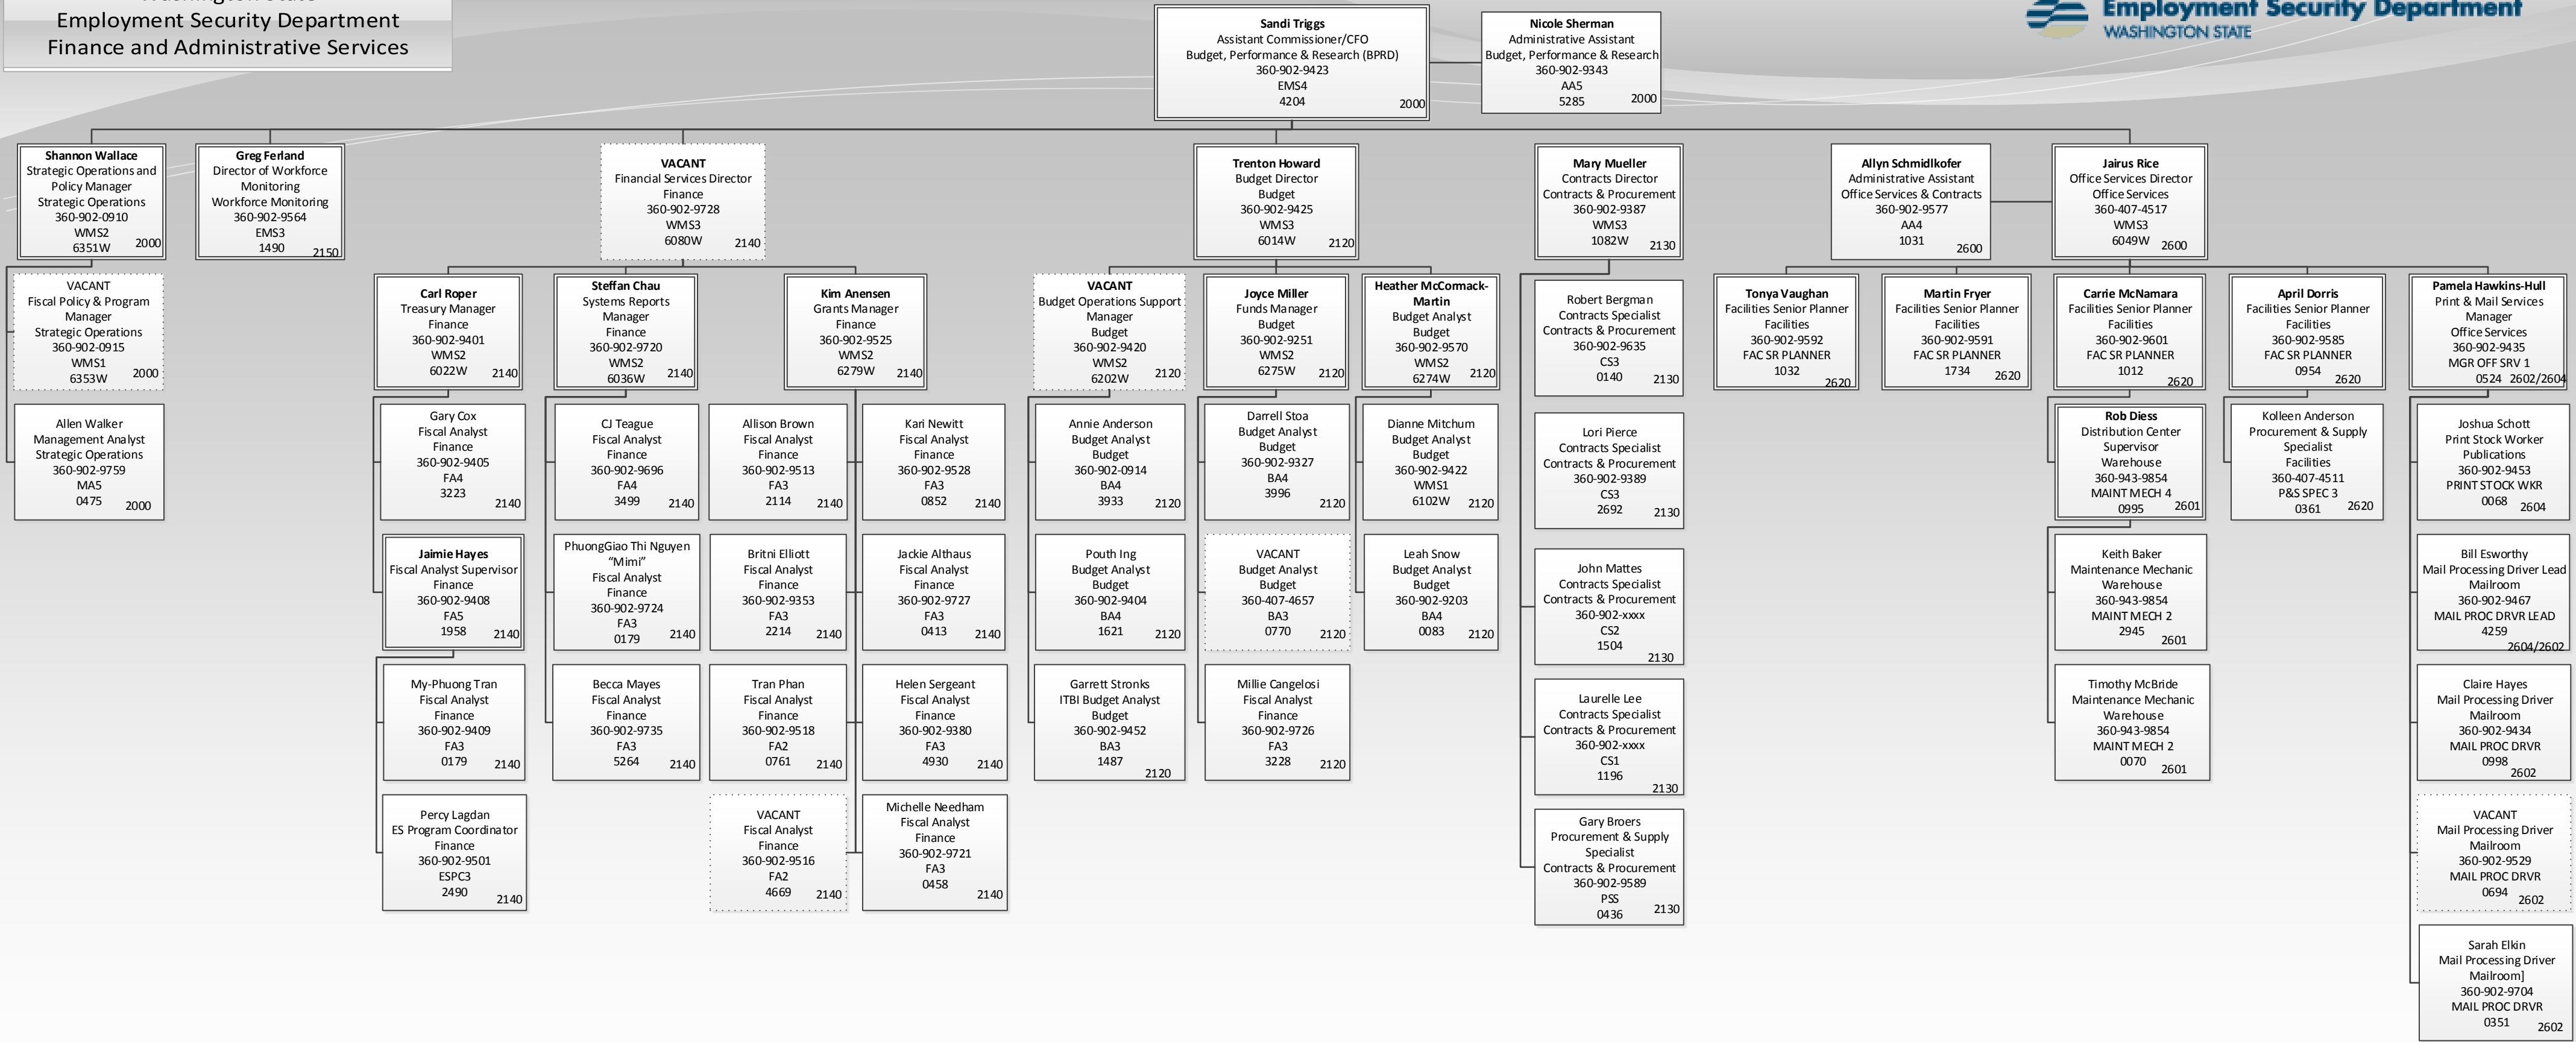 Washington State
Employment Security Department
Finance and Administrative Services
Employment Security Department
WASHINGTON STATE
Sandi Triggs
Assistant Commissioner/CFO
Budget, Performance & Research (BPRD)
360-902-9423
EMS4
4204
2000
Nicole Sherman
Administrative Assistant
Budget, Performance & Research
360-902-9343
AA5
5285
2000
Shannon Wallace
Strategic Operations and
Policy Manager
Strategic Operations
360-902-0910
WMS2
6351W
2000
Greg Ferland
Director of Workforce
Monitoring
Workforce Monitoring
360-902-9564
EMS3
1490
2150
VACANT
Financial Services Director
Finance
360-902-9728
WMS3
6080W
2140
Trenton Howard
Budget Director
Budget
360-902-9425
WMS3
6014W
2120
Mary Mueller
Contracts Director
Contracts & Procurement
360-902-9387
WMS3
1082W
2130
Allyn Schmidlkofer
Administrative Assistant
Office Services & Contracts
360-902-9577
AA4
1031
2600
Jairus Rice
Office Services Director
Office Services
360-407-4517
WMS3
6049W
2600
VACANT
Fiscal Policy & Program
Manager
Strategic Operations
360-902-0915
WMS1
6353W
2000
Carl Roper
Treasury Manager
Finance
360-902-9401
WMS2
6022W
2140
Steffan Chau
Systems Reports
Manager
Finance
360-902-9720
WMS2
6036W
2140
Kim Anensen
Grants Manager
Finance
360-902-9525
WMS2
6279W
2140
VACANT
Budget Operations Support
Manager
Budget
360-902-9420
WMS2
6202W
2120
Joyce Miller
Funds Manager
Budget
360-902-9251
WMS2
6275W
2120
Heather McCormack-
Martin
Budget Analyst
Budget
360-902-9570
WMS2
6274W
2120
Robert Bergman
Contracts Specialist
Contracts & Procurement
360-902-9635
CS3
0140
2130
Tonya Vaughan
Facilities Senior Planner
Facilities
360-902-9592
FAC SR PLANNER
1032
2620
Martin Fryer
Facilities Senior Planner
Facilities
360-902-9591
FAC SR PLANNER
1734
2620
Carrie McNamara
Facilities Senior Planner
Facilities
360-902-9601
FAC SR PLANNER
1012
2620
April Dorris
Facilities Senior Planner
Facilities
360-902-9585
FAC SR PLANNER
0954
2620
Pamela Hawkins-Hull
Print & Mail Services
Manager
Office Services
360-902-9435
MGR OFF SRV 1
0524
2602/2604
Allen Walker
Management Analyst
Strategic Operations
360-902-9759
MA5
0475
2000
Gary Cox
Fiscal Analyst
Finance
360-902-9405
FA4
3223
2140
CJ Teague
Fiscal Analyst
Finance
360-902-9696
FA4
3499
2140
Allison Brown
Fiscal Analyst
Finance
360-902-9513
FA3
2114
2140
Kari Newitt
Fiscal Analyst
Finance
360-902-9528
FA3
0852
2140
Annie Anderson
Budget Analyst
Budget
360-902-0914
BA4
3933
2120
Darrell Stoa
Budget Analyst
Budget
360-902-9327
BA4
3996
2120
Dianne Mitchum
Budget Analyst
Budget
360-902-9422
WMS1
6102W
2120
Lori Pierce
Contracts Specialist
Contracts & Procurement
360-902-9389
CS3
2692
2130
Rob Diess
Distribution Center
Supervisor
Warehouse
360-943-9854
MAINT MECH 4
0995
2601
Kolleen Anderson
Procurement & Supply
Specialist
Facilities
360-407-4511
P&S SPEC 3
0361
2620
Joshua Schott
Print Stock Worker
Publications
360-902-9453
PRINT STOCK WKR
0068
2604
Jaimie Hayes
Fiscal Analyst Supervisor
Finance
360-902-9408
FA5
1958
2140
PhuongGiao Thi Nguyen
“Mimi”
Fiscal Analyst
Finance
360-902-9724
FA3
0179
2140
Britni Elliott
Fiscal Analyst
Finance
360-902-9353
FA3
2214
2140
Jackie Althaus
Fiscal Analyst
Finance
360-902-9727
FA3
0413
2140
Pouth Ing
Budget Analyst
Budget
360-902-9404
BA4
1621
2120
VACANT
Budget Analyst
Budget
360-407-4657
BA3
0770
2120
Leah Snow
Budget Analyst
Budget
360-902-9203
BA4
0083
2120
John Mattes
Contracts Specialist
Contracts & Procurement
360-902-xxxx
CS2
1504
2130
Keith Baker
Maintenance Mechanic
Warehouse
360-943-9854
MAINT MECH 2
2945
2601
Bill Esworthy
Mail Processing Driver Lead
Mailroom
360-902-9467
MAIL PROC DRVR LEAD
4259
2604/2602
My-Phuong Tran
Fiscal Analyst
Finance
360-902-9409
FA3
0179
2140
Becca Mayes
Fiscal Analyst
Finance
360-902-9735
FA3
5264
2140
Tran Phan
Fiscal Analyst
Finance
360-902-9518
FA2
0761
2140
Helen Sergeant
Fiscal Analyst
Finance
360-902-9380
FA3
4930
2140
Garrett Stronks
ITBI Budget Analyst
Budget
360-902-9452
BA3
1487
2120
Millie Cangelosi
Fiscal Analyst
Finance
360-902-9726
FA3
3228
2120
Laurelle Lee
Contracts Specialist
Contracts & Procurement
360-902-xxxx
CS1
1196
2130
Timothy McBride
Maintenance Mechanic
Warehouse
360-943-9854
MAINT MECH 2
0070
2601
Claire Hayes
Mail Processing Driver
Mailroom
360-902-9434
MAIL PROC DRVR
0998
2602
Percy Lagdan
ES Program Coordinator
Finance
360-902-9501
ESPC3
2490
2140
VACANT
Fiscal Analyst
Finance
360-902-9516
FA2
4669
2140
Michelle Needham
Fiscal Analyst
Finance
360-902-9721
FA3
0458
2140
Gary Broers
Procurement & Supply
Specialist
Contracts & Procurement
360-902-9589
PSS
0436
2130
VACANT
Mail Processing Driver
Mailroom
360-902-9529
MAIL PROC DRVR
0694
2602
Sarah Elkin
Mail Processing Driver
Mailroom]
360-902-9704
MAIL PROC DRVR
0351
2602